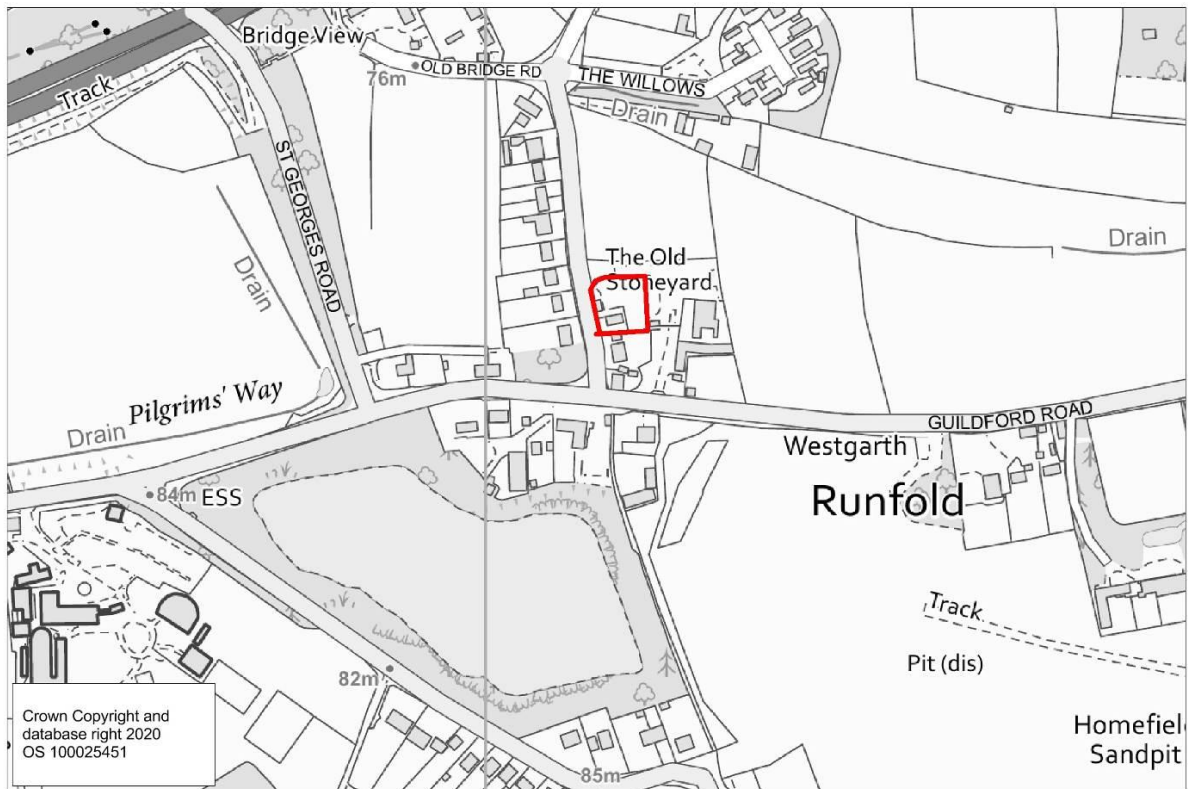 Bridge View
OLD BRIDGE RD
76m
THE WILLOWS
Track
Drain
ST GEORGES ROAD
Drain
Drain
The Old
Stoneyard
Pilgrims' Way
Drain
GUILDFORD ROAD
Westgarth
84m
ESS
Runfold
Track
Pit (dis)
82m
Crown Copyright and
database right 2020
OS 100025451
Homefiel
Sandpit
85m